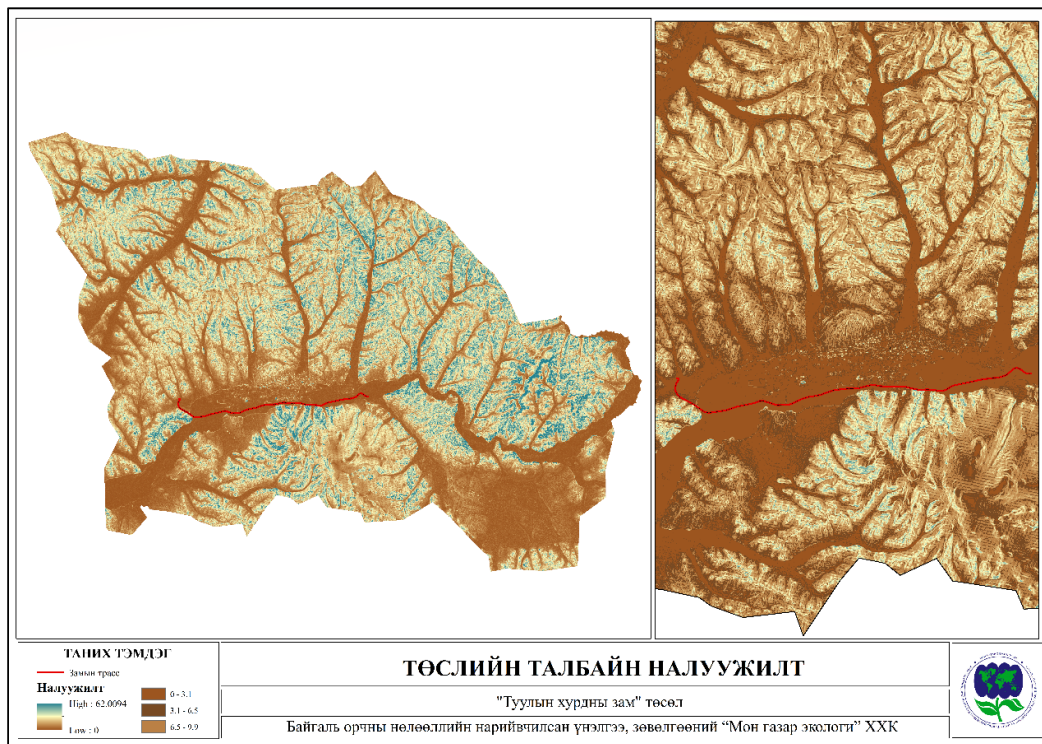 ТАНИХ ТЭМДЭГ
Замын трасс
Налуужилт
High : 62.0094
Low : 0
0 - 3.1
3.1 - 6.5
6.5 - 9.9
ТӨСЛИЙН ТАЛБАЙН НАЛУУЖИЛТ
"Туулын хурдны зам" төсөл
Байгаль орчны нөлөөллийн нарийвчилсан үнэлгээ, зөвөлгөөний “Мон газар экологи” ХХК